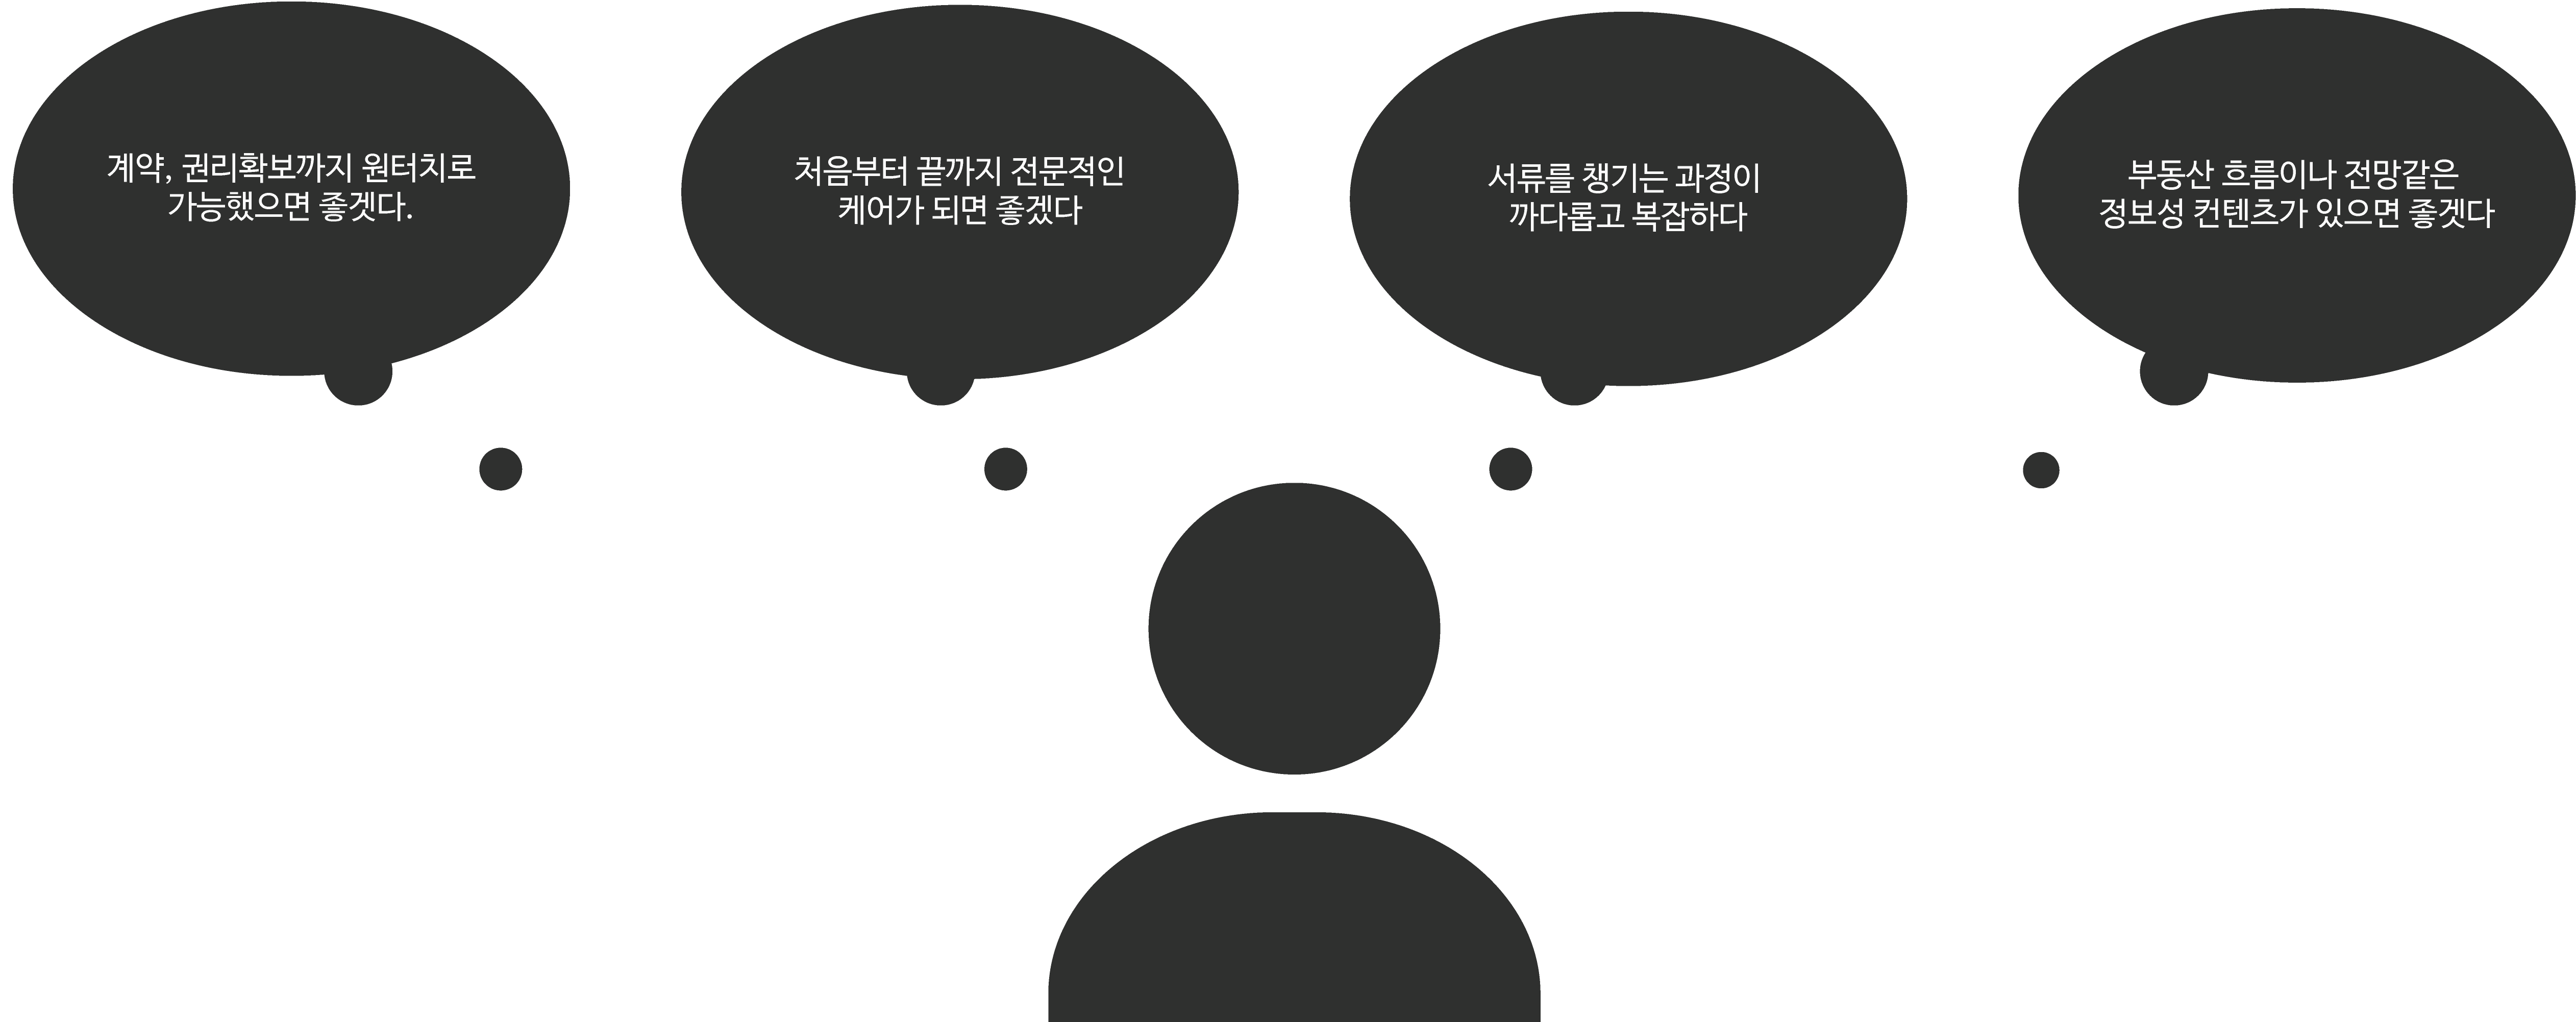 계약, 권리확보까지 원터치로
가능했으면 좋겟다.
처음부터 끝까지 전문적인
케어가 되면 좋겠다
서류를 챙기는 과정이
까다롭고 복잡하다
부동산 흐름이나 전망같은
정보성 컨텐츠가 있으면 좋겟다